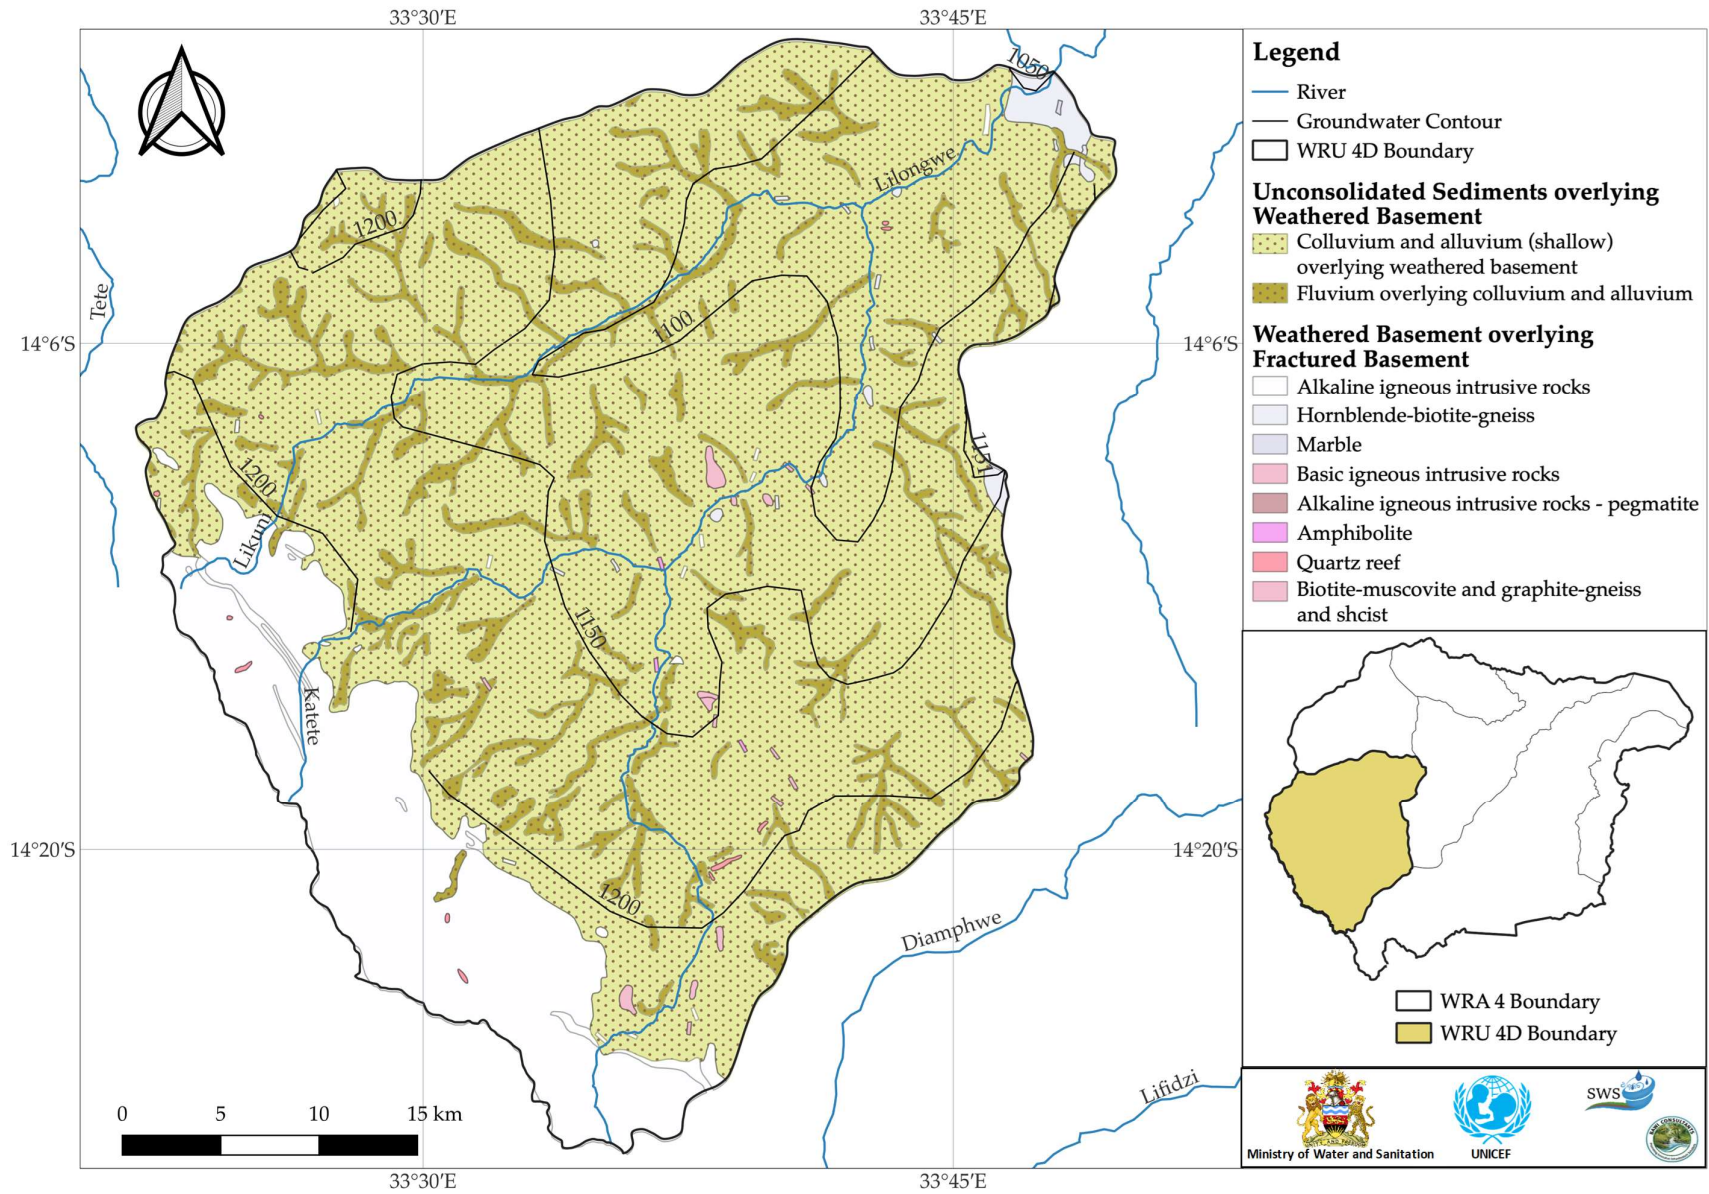 33°30'E
33°45'E
1050
Lilongwe
1200
Tete
1100
14°6'S
14°6'S
1200
1151
Likuni
1150
Katete
14°20'S
14°20'S
1200
Diamphwe
Lifidzi
0 5 10 15 km
33°30'E
33°45'E
Legend
River
Groundwater Contour
WRU 4D Boundary
Unconsolidated Sediments overlying
Weathered Basement
Colluvium and alluvium (shallow)
overlying weathered basement
Fluvium overlying colluvium and alluvium
Weathered Basement overlying
Fractured Basement
Alkaline igneous intrusive rocks
Hornblende-biotite-gneiss
Marble
Basic igneous intrusive rocks
Alkaline igneous intrusive rocks - pegmatite
Amphibolite
Quartz reef
Biotite-muscovite and graphite-gneiss
and shcist
WRA 4 Boundary
WRU 4D Boundary
Ministry of Water and Sanitation
UNICEF
SWS